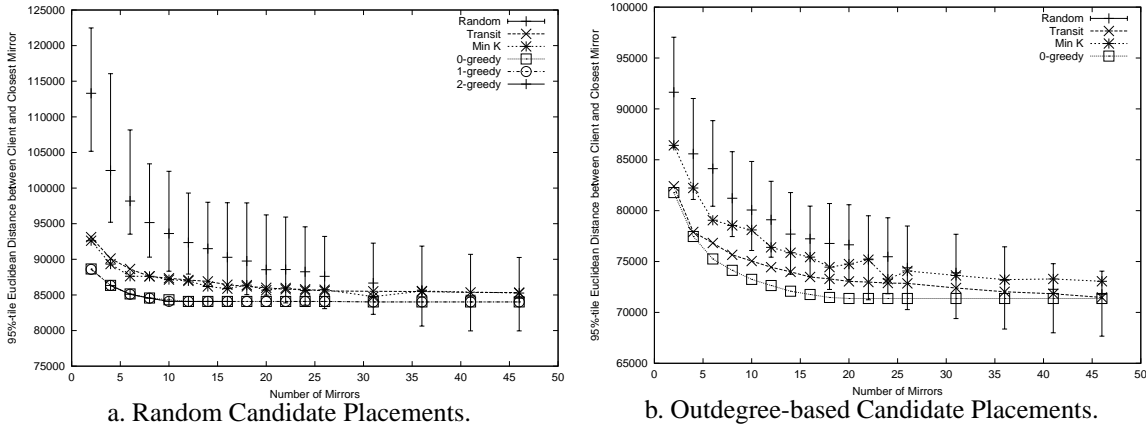 125000
120000
115000
110000
105000
100000
95000
90000
85000
80000
75000
0 5 10 15 20 25 30 35 40 45 50
95%-tile Euclidean Distance between Client and Closest Mirror
Number of Mirrors
Random
Transit
Min K
0-greedy
1-greedy
2-greedy
a. Random Candidate Placements.
100000
95000
90000
85000
80000
75000
70000
65000
0 5 10 15 20 25 30 35 40 45 50
95%-tile Euclidean Distance between Client and Closest Mirror
Number of Mirrors
Random
Transit
Min K
0-greedy
b. Outdegree-based Candidate Placements.